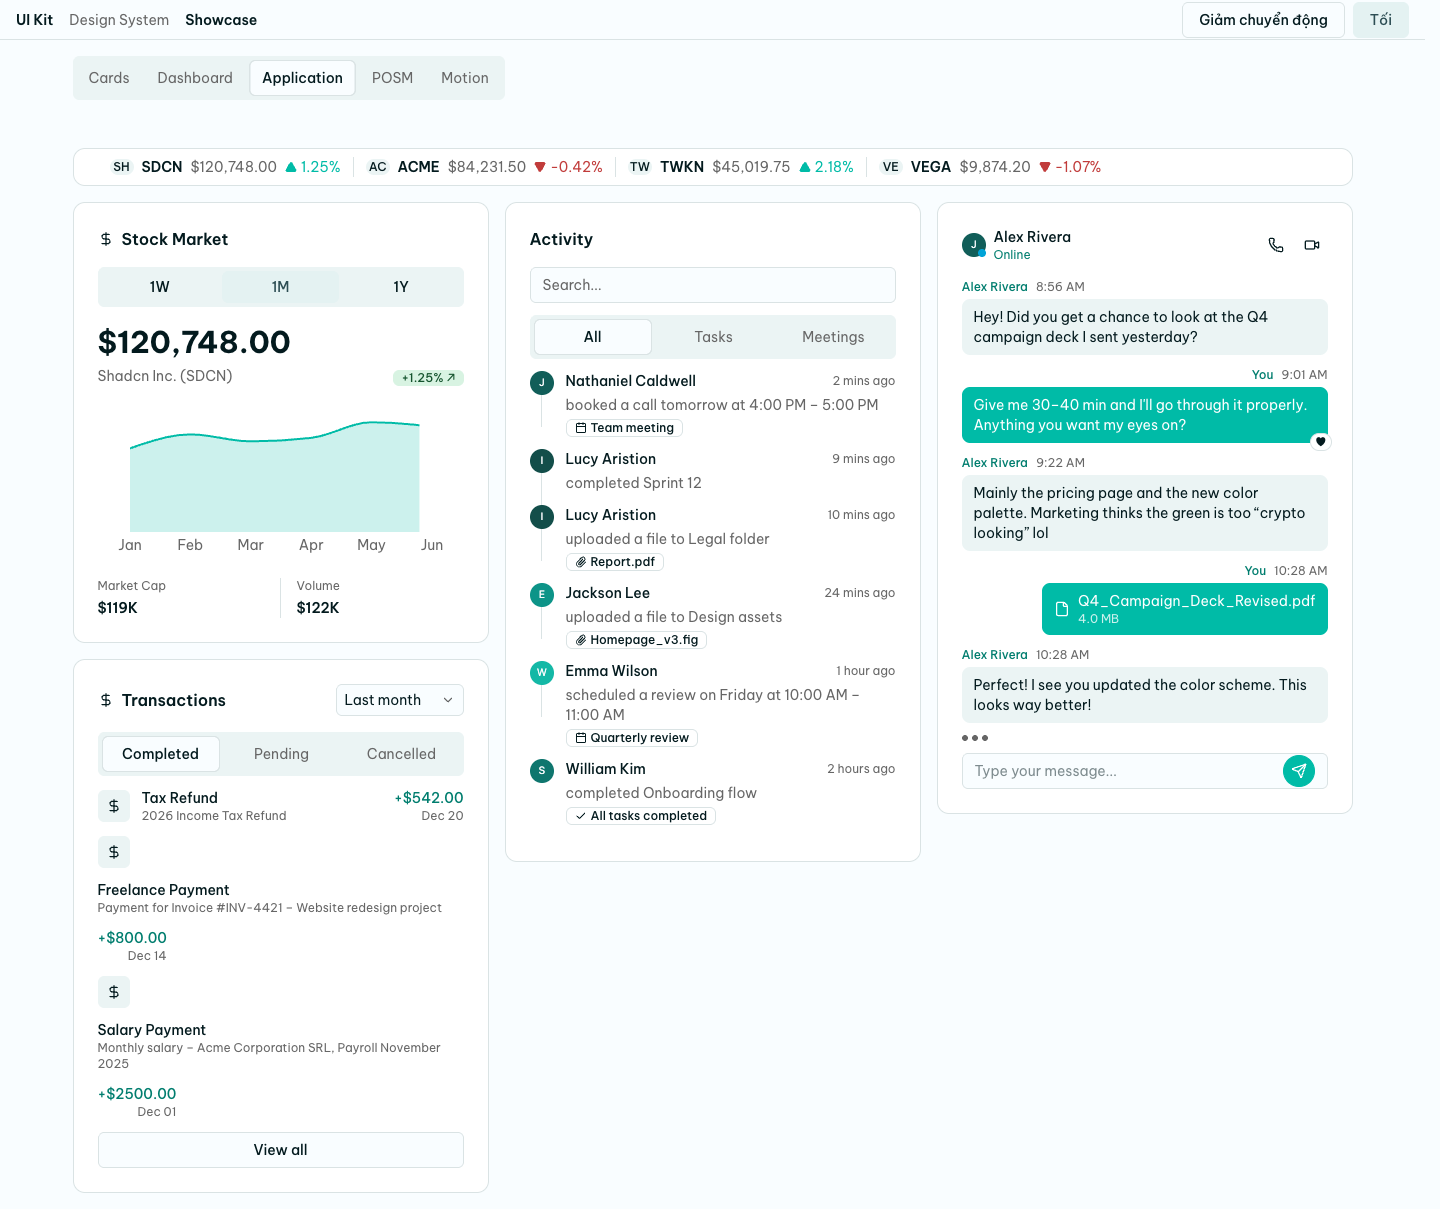 UI Kit Design System Showcase Giảm chuyển động Tối
Cards Dashboard Application POSM Motion
SH SDCN $120,748.00 1.25% AC ACME $84,231.50 -0.42% TW TWKN $45,019.75 2.18% VE VEGA $9,874.20 -1.07%
Stock Market
1W 1M 1Y
$120,748.00
Shadcn Inc. (SDCN) +1.25%
Jan Feb Mar Apr May Jun
Market Cap Volume
$119K $122K
Transactions Last month
Completed Pending Cancelled
Tax Refund +$542.00
2026 Income Tax Refund Dec 20
Freelance Payment
Payment for Invoice #INV-4421 – Website redesign project
+$800.00
Dec 14
Salary Payment
Monthly salary – Acme Corporation SRL, Payroll November
2025
+$2500.00
Dec 01
View all
Activity
Search...
All Tasks Meetings
J Nathaniel Caldwell 2 mins ago
booked a call tomorrow at 4:00 PM – 5:00 PM
Team meeting
I Lucy Aristion 9 mins ago
completed Sprint 12
I Lucy Aristion 10 mins ago
uploaded a file to Legal folder
Report.pdf
E Jackson Lee 24 mins ago
uploaded a file to Design assets
Homepage_v3.fig
W Emma Wilson 1 hour ago
scheduled a review on Friday at 10:00 AM –
11:00 AM
Quarterly review
S William Kim 2 hours ago
completed Onboarding flow
All tasks completed
J Alex Rivera
Online
Alex Rivera 8:56 AM
Hey! Did you get a chance to look at the Q4
campaign deck I sent yesterday?
You 9:01 AM
Give me 30–40 min and I'll go through it properly.
Anything you want my eyes on?
Alex Rivera 9:22 AM
Mainly the pricing page and the new color
palette. Marketing thinks the green is too “crypto
looking” lol
You 10:28 AM
Q4_Campaign_Deck_Revised.pdf
4.0 MB
Alex Rivera 10:28 AM
Perfect! I see you updated the color scheme. This
looks way better!
Type your message...